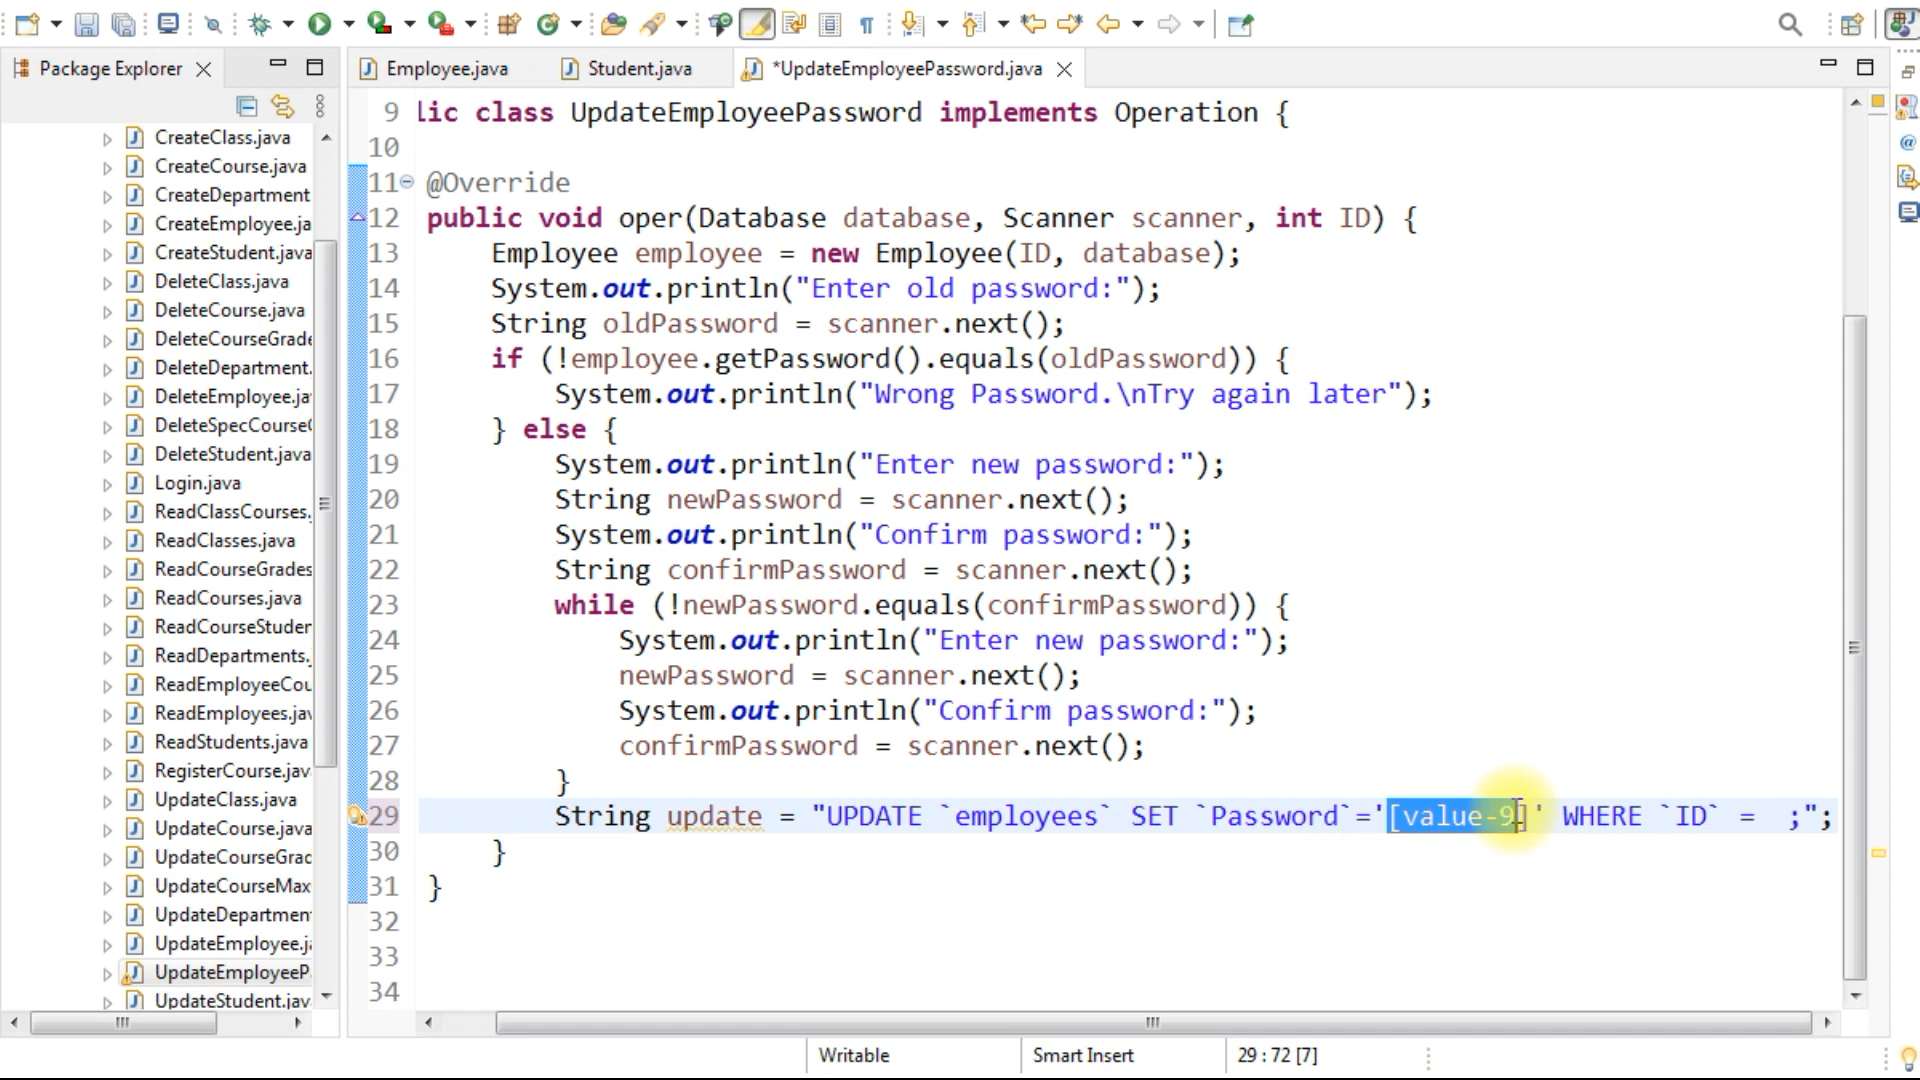 Package Explorer
Employee.java
Student.java
*UpdateEmployeePassword.java
CreateClass.java
CreateCourse.java
CreateDepartment
CreateEmployee.ja
CreateStudent.java
DeleteClass.java
DeleteCourse.java
DeleteCourseGrade
DeleteDepartment.
DeleteEmployee.ja
DeleteSpecCourse
DeleteStudent.java
Login.java
ReadClassCourses.
ReadClasses.java
ReadCourseGrades
ReadCourses.java
ReadCourseStuden
ReadDepartments.
ReadEmployeeCou
ReadEmployees.jav
ReadStudents.java
RegisterCourse.jav
UpdateClass.java
UpdateCourse.java
UpdateCourseGrad
UpdateCourseMax
UpdateDepartmen
UpdateEmployee.j
UpdateEmployeeP
UpdateStudent.jav
9 lic class UpdateEmployeePassword implements Operation {
10
11 @Override
12 public void oper(Database database, Scanner scanner, int ID) {
13 Employee employee = new Employee(ID, database);
14 System.out.println("Enter old password:");
15 String oldPassword = scanner.next();
16 if (!employee.getPassword().equals(oldPassword)) {
17 System.out.println("Wrong Password.\nTry again later");
18 } else {
19 System.out.println("Enter new password:");
20 String newPassword = scanner.next();
21 System.out.println("Confirm password:");
22 String confirmPassword = scanner.next();
23 while (!newPassword.equals(confirmPassword)) {
24 System.out.println("Enter new password:");
25 newPassword = scanner.next();
26 System.out.println("Confirm password:");
27 confirmPassword = scanner.next();
28 }
29 String update = "UPDATE `employees` SET `Password`='[value-9]' WHERE `ID` =  ;";
30 }
31 }
32
33
34
Writable
Smart Insert
29 : 72 [7]